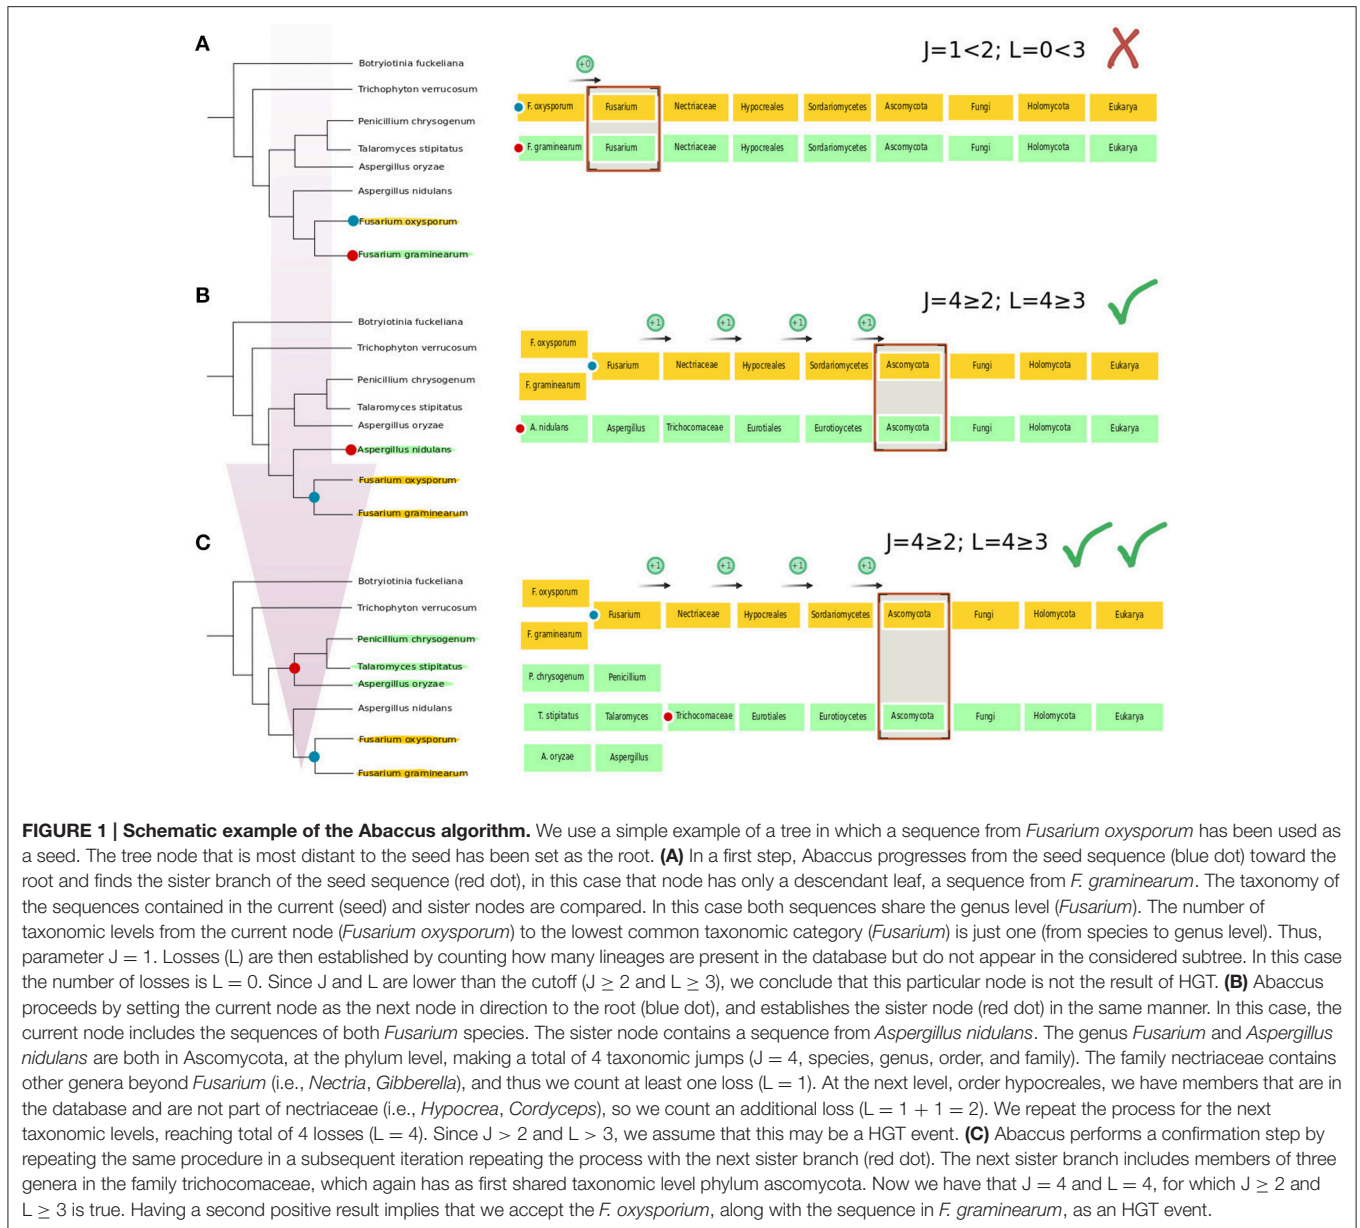 A
J=1<2; L=0<3
Botryiotinia fuckeliana
Trichophyton verrucosum
Penicillium chrysogenum
Talaromyces stipitatus
Aspergillus oryzae
Aspergillus nidulans
Fusarium oxysporum
Fusarium graminearum
+0
F. oxysporum Fusarium Nectriaceae Hypocreales Sordariomycetes Ascomycota Fungi Holomycota Eukarya
F. graminearum Fusarium Nectriaceae Hypocreales Sordariomycetes Ascomycota Fungi Holomycota Eukarya
B
J=4≥2; L=4≥3
Botryiotinia fuckeliana
Trichophyton verrucosum
Penicillium chrysogenum
Talaromyces stipitatus
Aspergillus oryzae
Aspergillus nidulans
Fusarium oxysporum
Fusarium graminearum
+1 +1 +1 +1
F. oxysporum
Fusarium Nectriaceae Hypocreales Sordariomycetes Ascomycota Fungi Holomycota Eukarya
F. graminearum
A. nidulans Aspergillus Trichocomaceae Eurotiales Eurotioycetes Ascomycota Fungi Holomycota Eukarya
C
J=4≥2; L=4≥3
Botryiotinia fuckeliana
Trichophyton verrucosum
Penicillium chrysogenum
Talaromyces stipitatus
Aspergillus oryzae
Aspergillus nidulans
Fusarium oxysporum
Fusarium graminearum
+1 +1 +1 +1
F. oxysporum
Fusarium Nectriaceae Hypocreales Sordariomycetes Ascomycota Fungi Holomycota Eukarya
F. graminearum
P. chrysogenum Penicillium
T. stipitatus Talaromyces Trichocomaceae Eurotiales Eurotioycetes Ascomycota Fungi Holomycota Eukarya
A. oryzae Aspergillus
FIGURE 1 | Schematic example of the Abaccus algorithm. We use a simple example of a tree in which a sequence from Fusarium oxysporum has been used as
a seed. The tree node that is most distant to the seed has been set as the root. (A) In a first step, Abaccus progresses from the seed sequence (blue dot) toward the
root and finds the sister branch of the seed sequence (red dot), in this case that node has only a descendant leaf, a sequence from F. graminearum. The taxonomy of
the sequences contained in the current (seed) and sister nodes are compared. In this case both sequences share the genus level (Fusarium). The number of
taxonomic levels from the current node (Fusarium oxysporum) to the lowest common taxonomic category (Fusarium) is just one (from species to genus level). Thus,
parameter J = 1. Losses (L) are then established by counting how many lineages are present in the database but do not appear in the considered subtree. In this case
the number of losses is L = 0. Since J and L are lower than the cutoff (J ≥ 2 and L ≥ 3), we conclude that this particular node is not the result of HGT. (B) Abaccus
proceeds by setting the current node as the next node in direction to the root (blue dot), and establishes the sister node (red dot) in the same manner. In this case, the
current node includes the sequences of both Fusarium species. The sister node contains a sequence from Aspergillus nidulans. The genus Fusarium and Aspergillus
nidulans are both in Ascomycota, at the phylum level, making a total of 4 taxonomic jumps (J = 4, species, genus, order, and family). The family nectriaceae contains
other genera beyond Fusarium (i.e., Nectria, Gibberella), and thus we count at least one loss (L = 1). At the next level, order hypocreales, we have members that are in
the database and are not part of nectriaceae (i.e., Hypocrea, Cordyceps), so we count an additional loss (L = 1 + 1 = 2). We repeat the process for the next
taxonomic levels, reaching total of 4 losses (L = 4). Since J > 2 and L > 3, we assume that this may be a HGT event. (C) Abaccus performs a confirmation step by
repeating the same procedure in a subsequent iteration repeating the process with the next sister branch (red dot). The next sister branch includes members of three
genera in the family trichocomaceae, which again has as first shared taxonomic level phylum ascomycota. Now we have that J = 4 and L = 4, for which J ≥ 2 and
L ≥ 3 is true. Having a second positive result implies that we accept the F. oxysporium, along with the sequence in F. graminearum, as an HGT event.